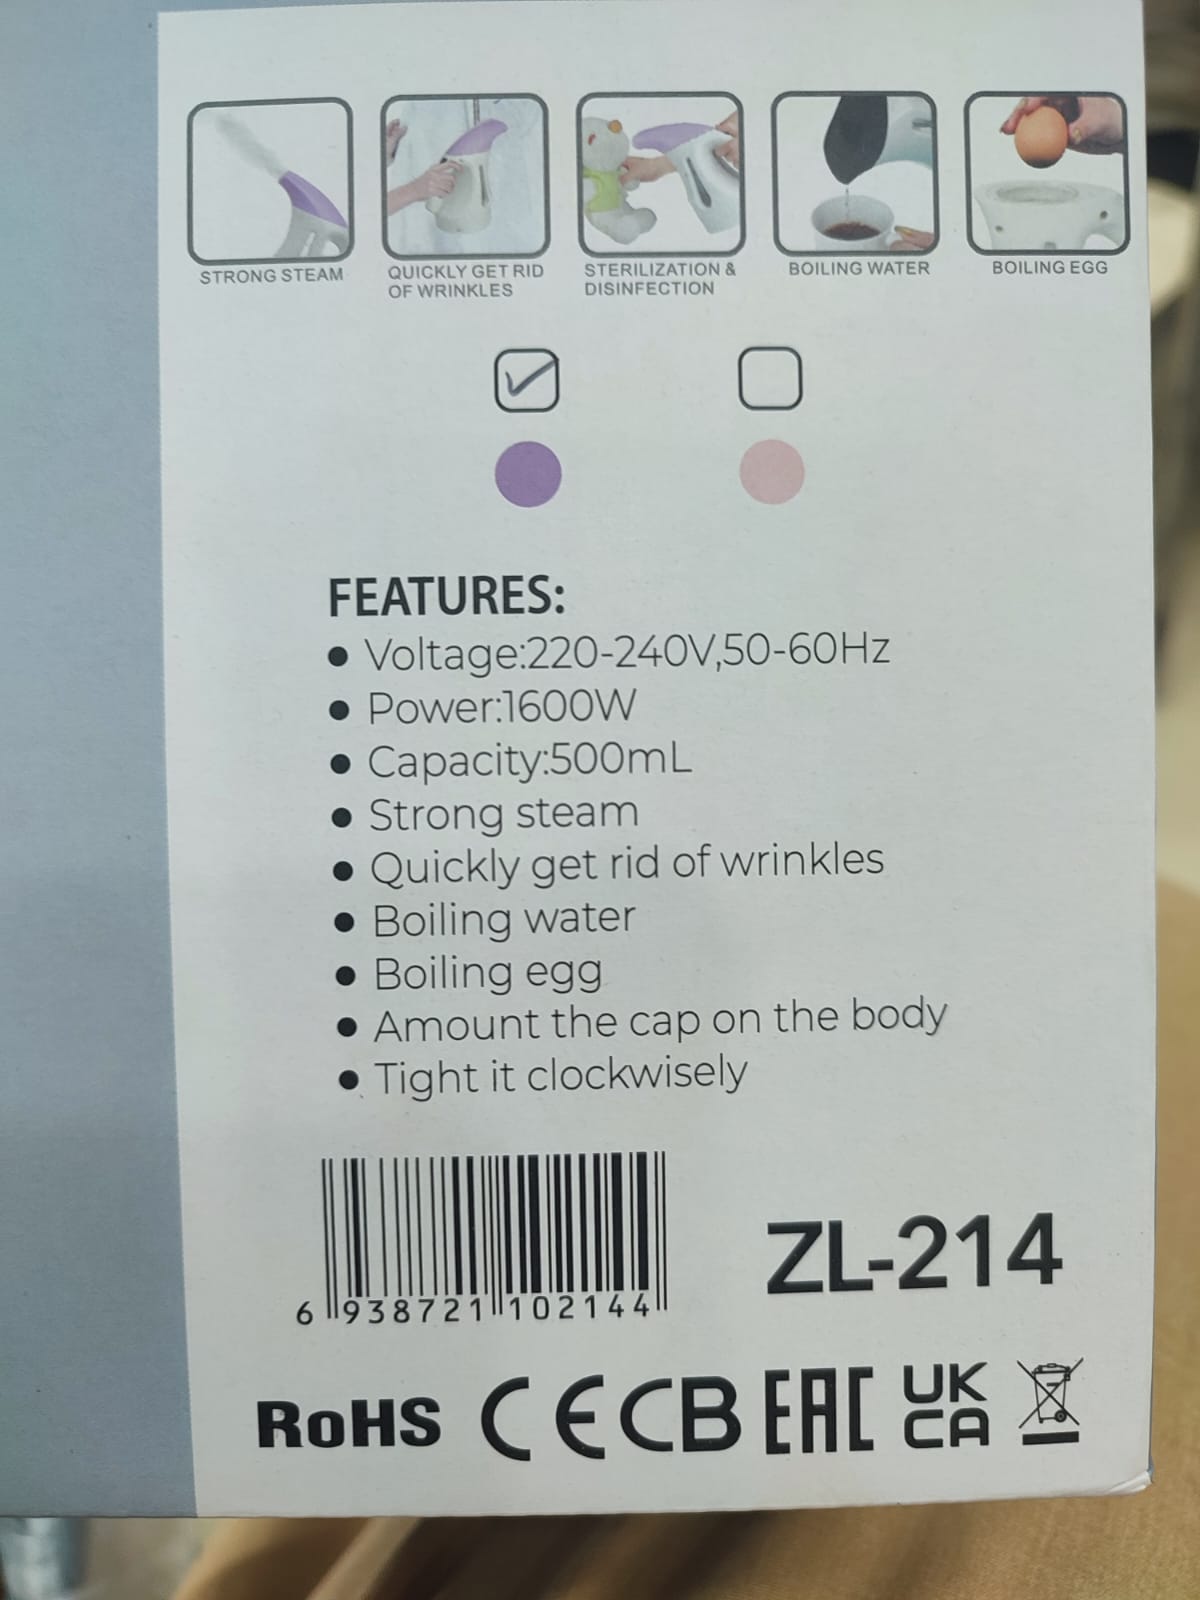 STRONG STEAM
QUICKLY GET RID
OF WRINKLES
STERILIZATION &
DISINFECTION
BOILING WATER
BOILING EGG
FEATURES:
• Voltage:220-240V,50-60Hz
• Power:1600W
• Capacity:500mL
• Strong steam
• Quickly get rid of wrinkles
• Boiling water
• Boiling egg
• Amount the cap on the body
• Tight it clockwisely
6 938721 102144
ZL-214
RoHS CE CB EAC UK
CA